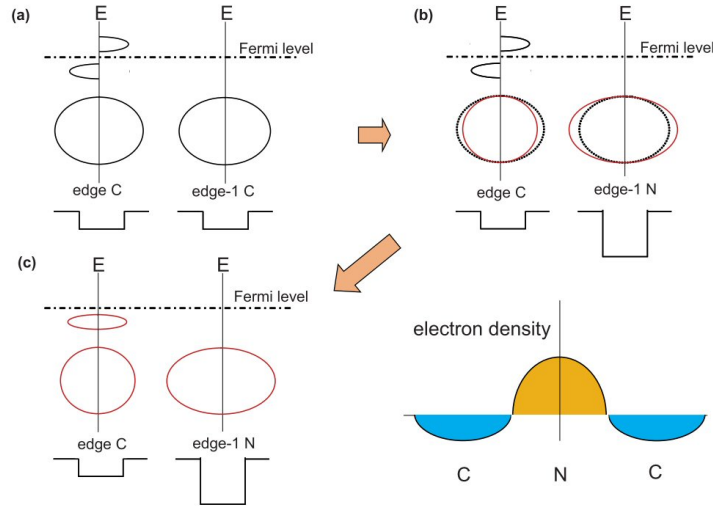 (a)
E
E
Fermi level
edge C
edge-1 C
(b)
E
E
Fermi level
edge C
edge-1 N
(c)
E
E
Fermi level
edge C
edge-1 N
electron density
C
N
C